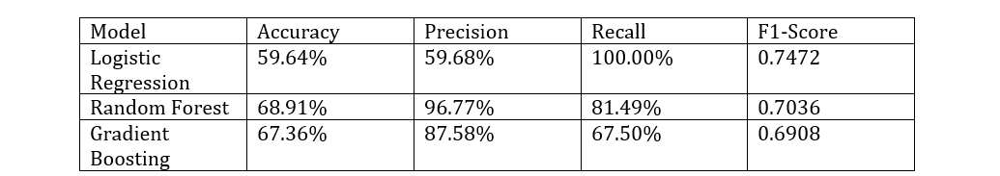 Model Accuracy Precision Recall F1-Score
Logistic Regression 59.64% 59.68% 100.00% 0.7472
Random Forest 68.91% 96.77% 81.49% 0.7036
Gradient Boosting 67.36% 87.58% 67.50% 0.6908